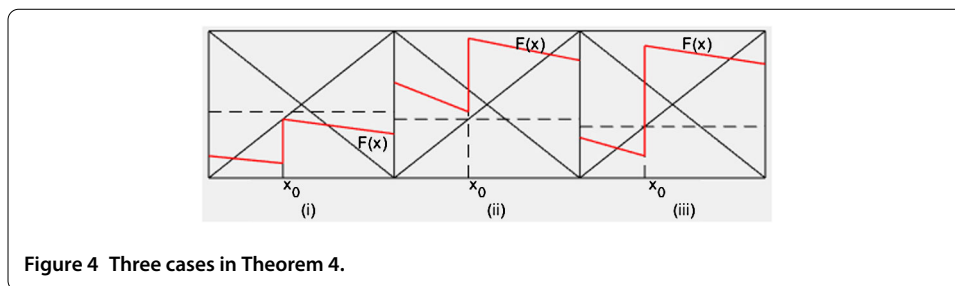 F(x)
F(x)
F(x)
x₀
x₀
x₀
(i)
(ii)
(iii)
Figure 4 Three cases in Theorem 4.